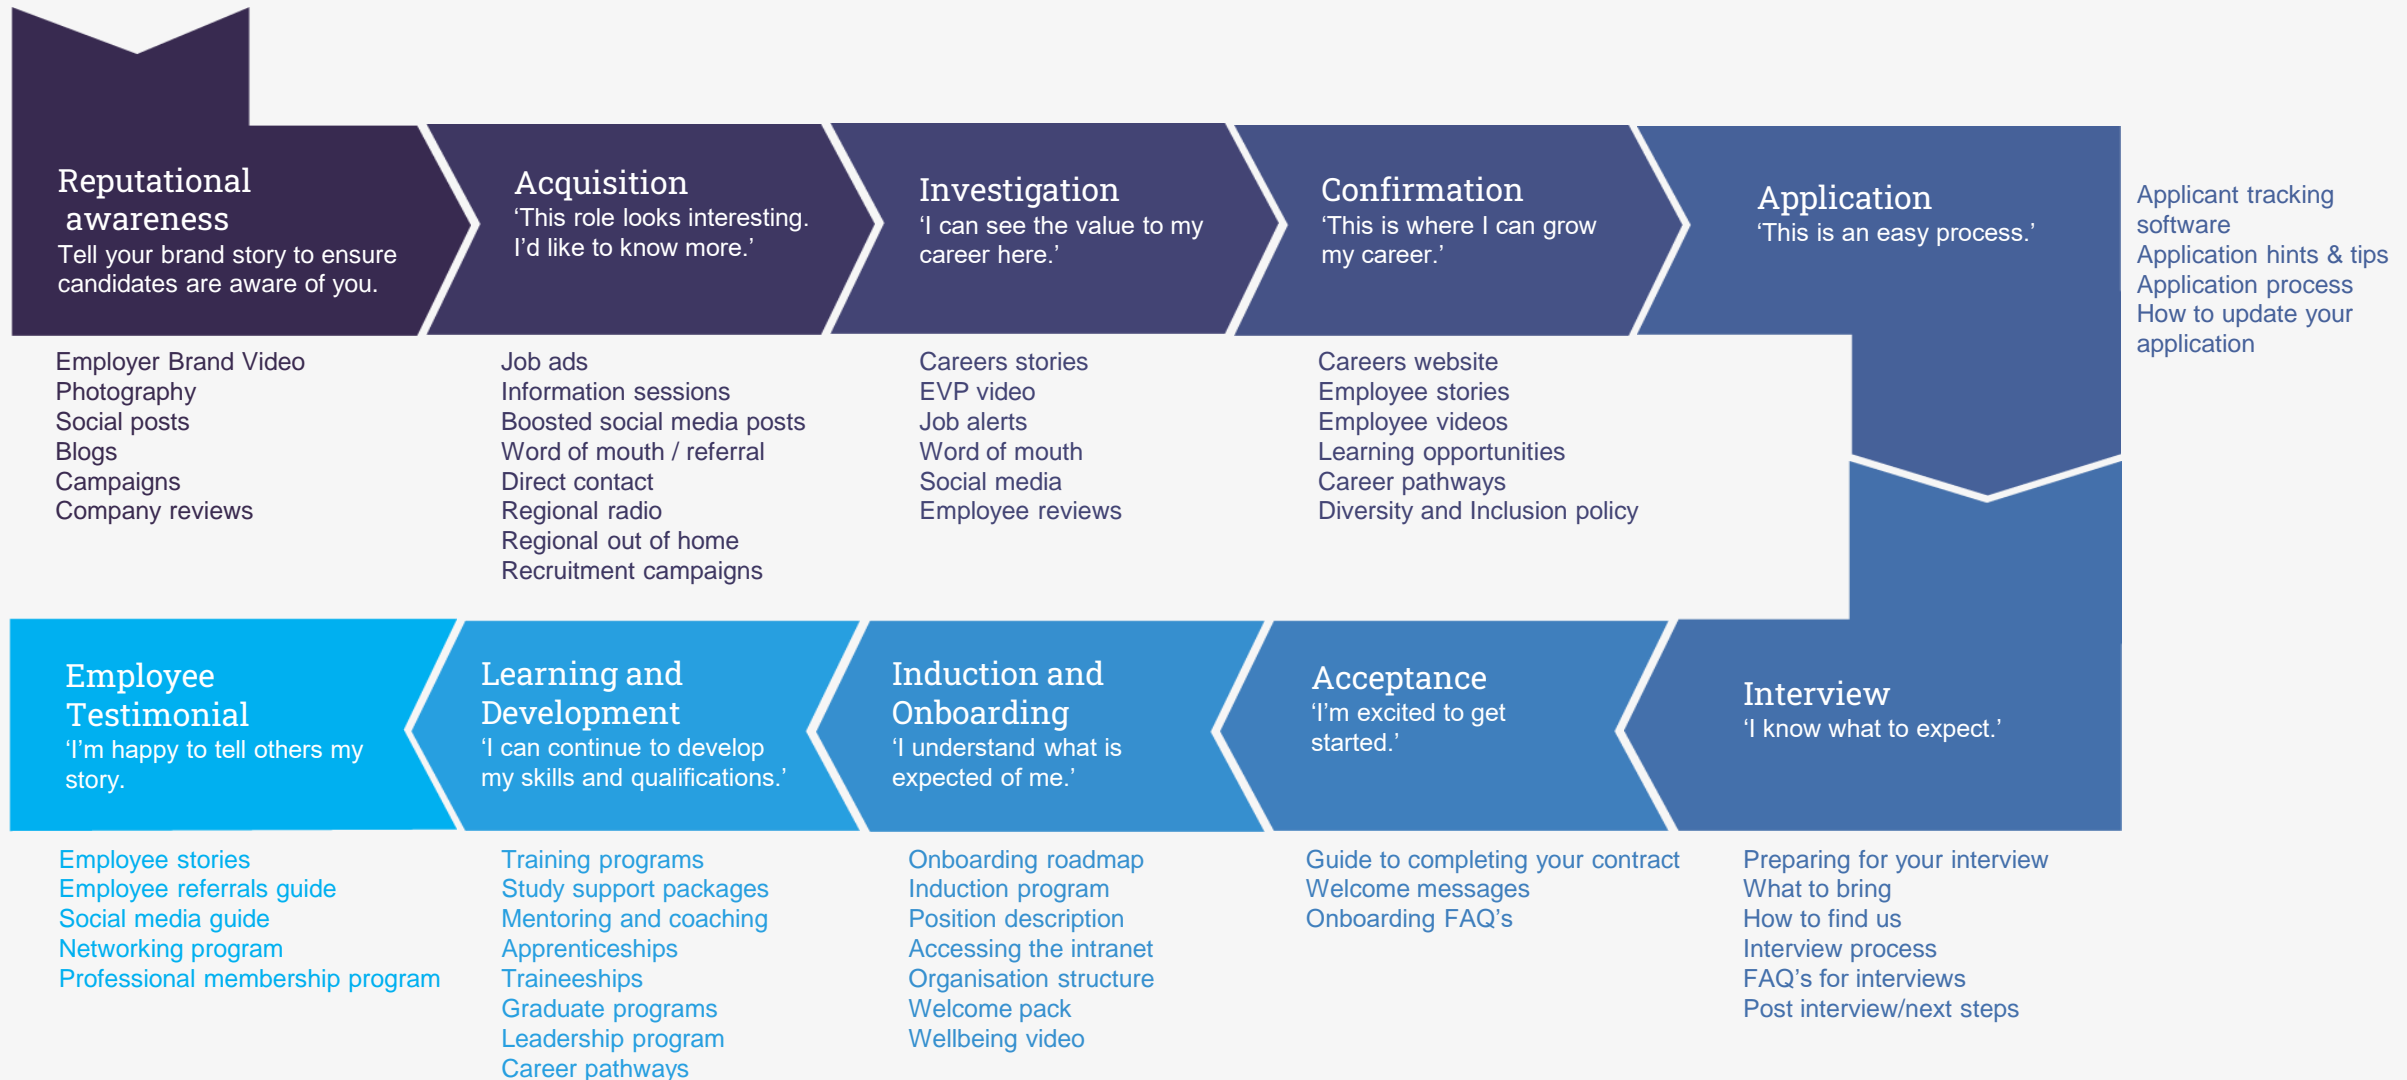 Reputational
awareness
Tell your brand story to ensure
candidates are aware of you.
Employer Brand Video
Photography
Social posts
Blogs
Campaigns
Company reviews
Acquisition
‘This role looks interesting.
I’d like to know more.’
Job ads
Information sessions
Boosted social media posts
Word of mouth / referral
Direct contact
Regional radio
Regional out of home
Recruitment campaigns
Investigation
‘I can see the value to my
career here.’
Careers stories
EVP video
Job alerts
Word of mouth
Social media
Employee reviews
Confirmation
‘This is where I can grow
my career.’
Careers website
Employee stories
Employee videos
Learning opportunities
Career pathways
Diversity and Inclusion policy
Application
‘This is an easy process.’
Applicant tracking
software
Application hints & tips
Application process
How to update your
application
Interview
‘I know what to expect.’
Preparing for your interview
What to bring
How to find us
Interview process
FAQ’s for interviews
Post interview/next steps
Acceptance
‘I’m excited to get
started.’
Guide to completing your contract
Welcome messages
Onboarding FAQ’s
Induction and
Onboarding
‘I understand what is
expected of me.’
Onboarding roadmap
Induction program
Position description
Accessing the intranet
Organisation structure
Welcome pack
Wellbeing video
Learning and
Development
‘I can continue to develop
my skills and qualifications.’
Training programs
Study support packages
Mentoring and coaching
Apprenticeships
Traineeships
Graduate programs
Leadership program
Career pathways
Employee
Testimonial
‘I’m happy to tell others my
story.
Employee stories
Employee referrals guide
Social media guide
Networking program
Professional membership program